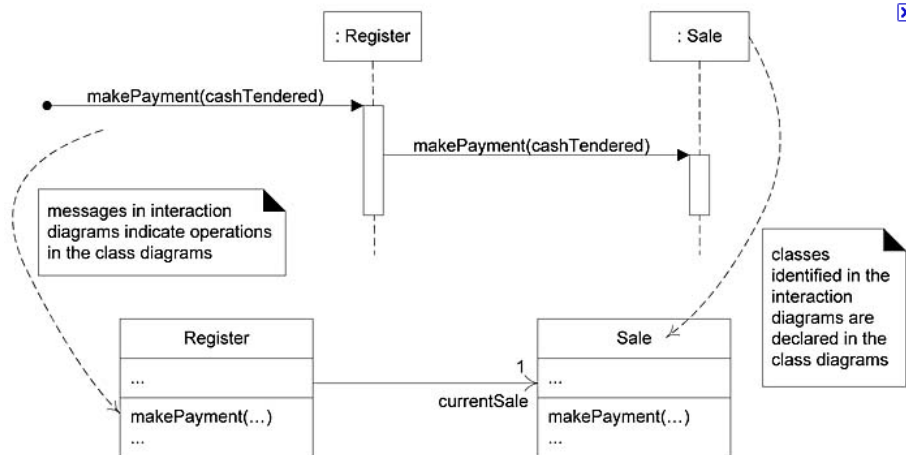 : Register
: Sale
makePayment(cashTendered)
makePayment(cashTendered)
messages in interaction
diagrams indicate operations
in the class diagrams
classes
identified in the
interaction
diagrams are
declared in the
class diagrams
Register
...
makePayment(...)
...
1
currentSale
Sale
...
makePayment(...)
...